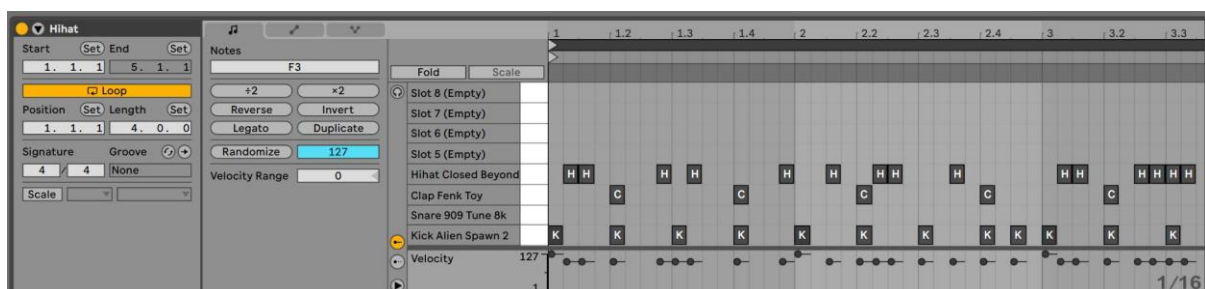 Hihat
Start Set End Set
1. 1. 1 5. 1. 1
Loop
Position Set Length Set
1. 1. 1 4. 0. 0
Signature Groove
4 / 4 None
Scale
Notes
F3
÷2 ×2
Reverse Invert
Legato Duplicate
Randomize 127
Velocity Range 0
1 1.2 1.3 1.4 2 2.2 2.3 2.4 3 3.2 3.3
Fold Scale
Slot 8 (Empty)
Slot 7 (Empty)
Slot 6 (Empty)
Slot 5 (Empty)
Hihat Closed Beyond H H H H H H H H H H H H H H H
Clap Fenk Toy C C C C C
Snare 909 Tune 8k
Kick Alien Spawn 2 K K K K K K K K K K K K
Velocity 127
1
1/16